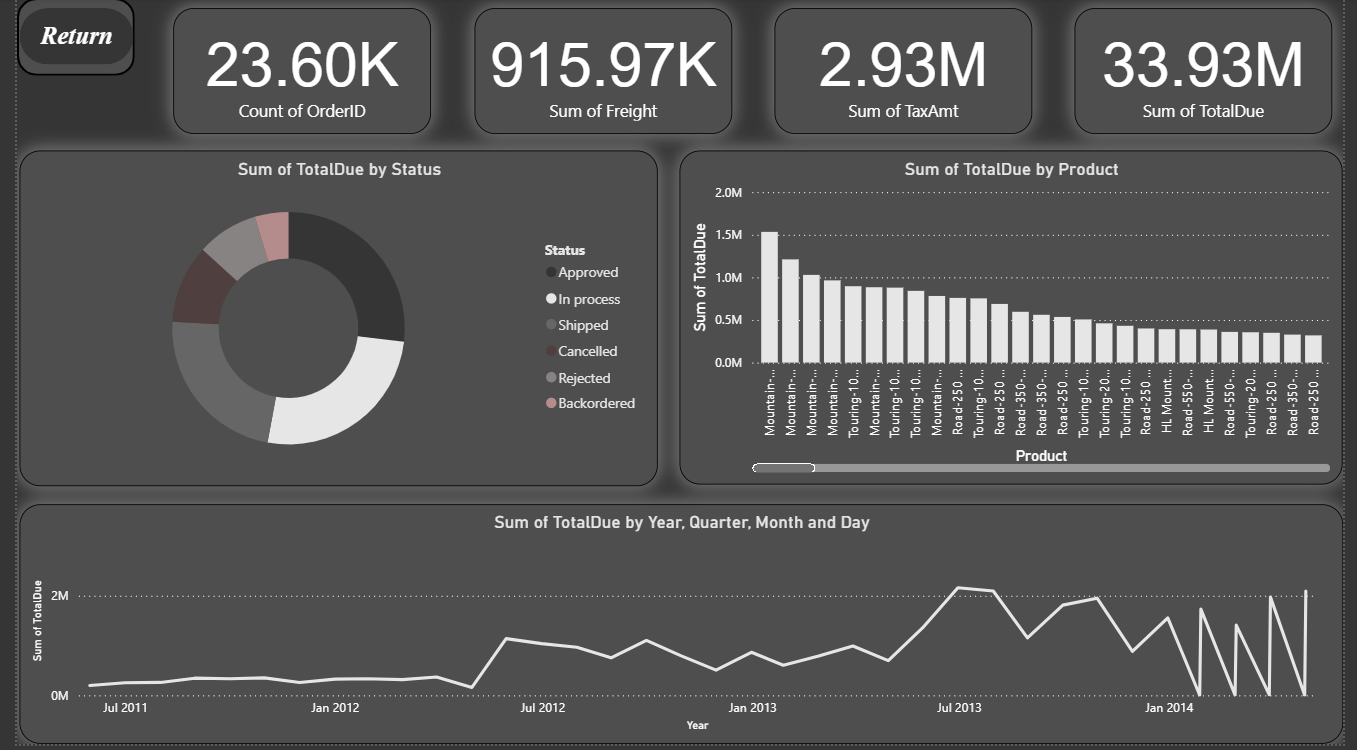 Return
23.60K
Count of OrderID
915.97K
Sum of Freight
2.93M
Sum of TaxAmt
33.93M
Sum of TotalDue
Sum of TotalDue by Status
Status
Approved
In process
Shipped
Cancelled
Rejected
Backordered
Sum of TotalDue by Product
Sum of TotalDue
2.0M
1.5M
1.0M
0.5M
0.0M
Mountain-...
Mountain-...
Mountain-...
Mountain-...
Touring-10...
Mountain-...
Touring-10...
Touring-10...
Mountain-...
Road-250 ...
Touring-10...
Road-250 ...
Road-350-...
Road-350-...
Road-250 ...
Touring-10...
Touring-20...
Touring-10...
Road-250 ...
HL Mount...
Road-550-...
HL Mount...
Road-550-...
Touring-20...
Road-250 ...
Road-350-...
Road-250 ...
Product
Sum of TotalDue by Year, Quarter, Month and Day
Sum of TotalDue
2M
0M
Jul 2011
Jan 2012
Jul 2012
Jan 2013
Jul 2013
Jan 2014
Year